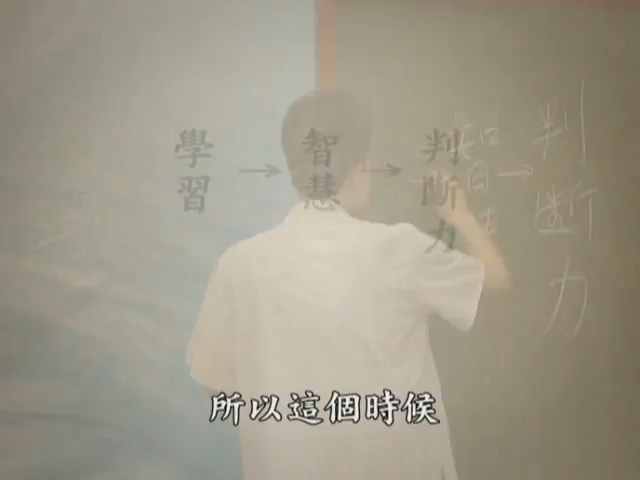 學習 → 智慧 → 判斷力
智慧 → 判斷力
所以這個時候